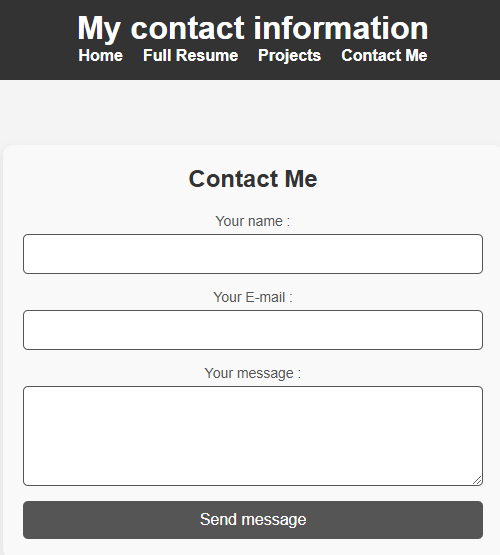 My contact information
Home Full Resume Projects Contact Me
Contact Me
Your name :
Your E-mail :
Your message :
Send message